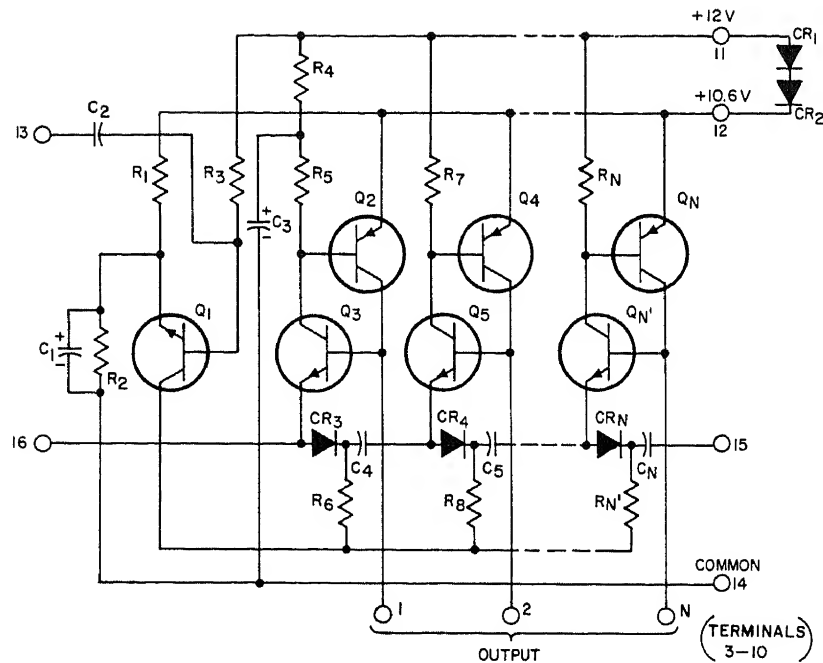 +12V
11
CR1
R4
C2
+10.6V
12
CR2
13
R1
R3
R5
R7
RN
Q2
Q4
QN
+
C3
-
Q1
Q3
Q5
QN'
+
C1
-
R2
CR3
CR4
CRN
16
C4
C5
CN
15
R6
R8
RN'
COMMON
14
1
2
N
(TERMINALS
3-10)
OUTPUT